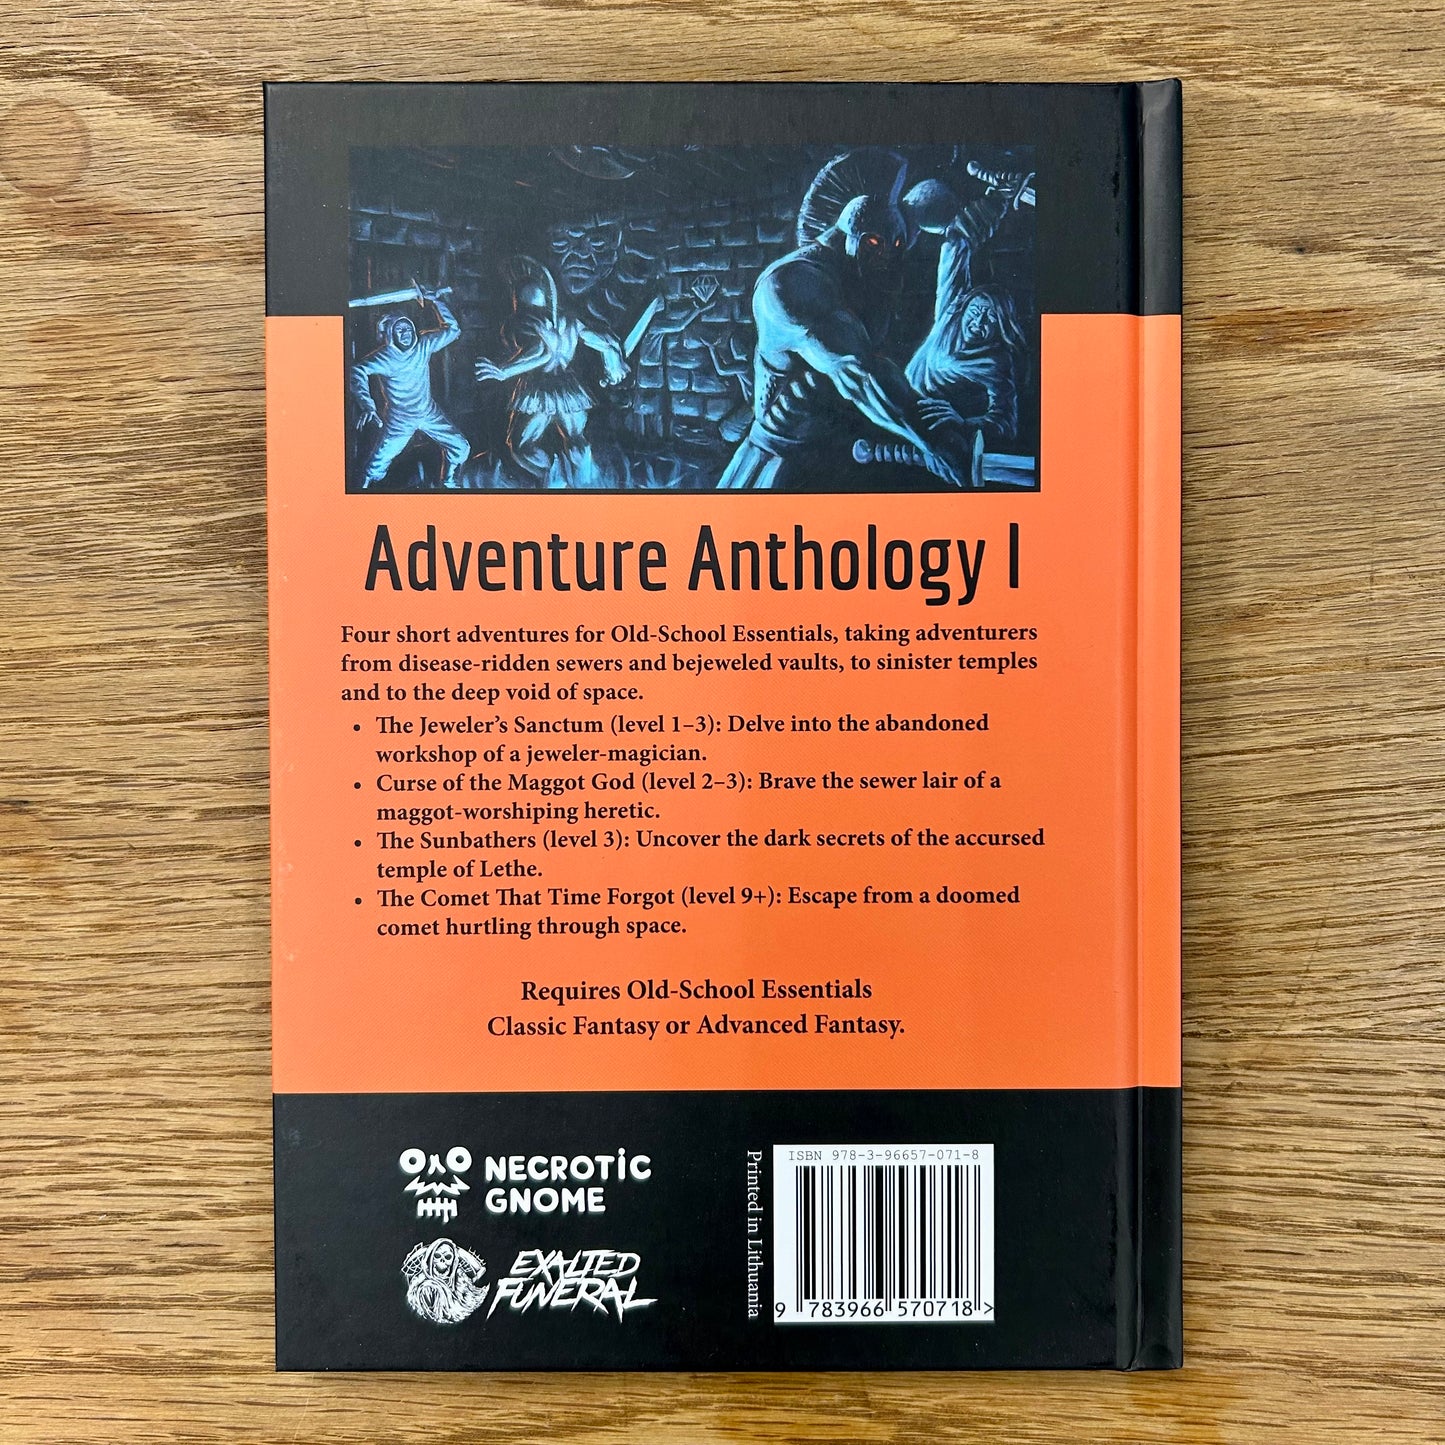 Adventure Anthology I
Four short adventures for Old-School Essentials, taking adventurers
from disease-ridden sewers and bejeweled vaults, to sinister temples
and to the deep void of space.
• The Jeweler's Sanctum (level 1–3): Delve into the abandoned
workshop of a jeweler-magician.
• Curse of the Maggot God (level 2–3): Brave the sewer lair of a
maggot-worshiping heretic.
• The Sunbathers (level 3): Uncover the dark secrets of the accursed
temple of Lethe.
• The Comet That Time Forgot (level 9+): Escape from a doomed
comet hurtling through space.
Requires Old-School Essentials
Classic Fantasy or Advanced Fantasy.
NECROTIC
GNOME
EXALTED
FUNERAL
Printed in Lithuania
ISBN 978-3-96657-071-8
9 783966 570718 >